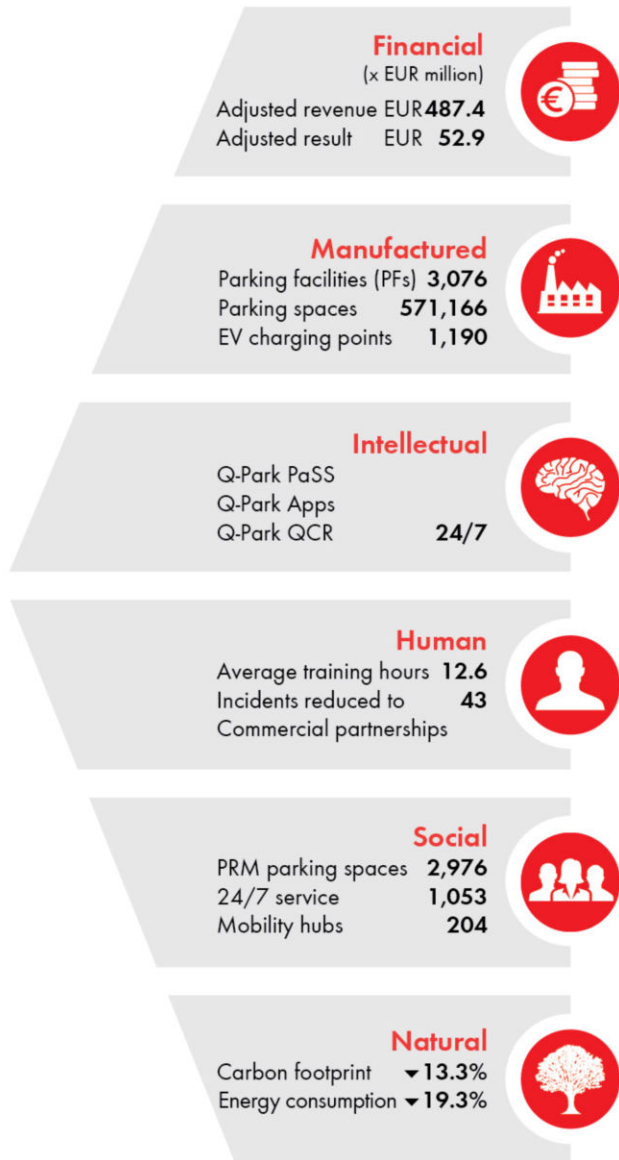 Financial
(x EUR million)
Adjusted revenue EUR 487.4
Adjusted result EUR 52.9
Manufactured
Parking facilities (PFs) 3,076
Parking spaces 571,166
EV charging points 1,190
Intellectual
Q-Park PaSS
Q-Park Apps
Q-Park QCR 24/7
Human
Average training hours 12.6
Incidents reduced to 43
Commercial partnerships
Social
PRM parking spaces 2,976
24/7 service 1,053
Mobility hubs 204
Natural
Carbon footprint ▼13.3%
Energy consumption ▼19.3%